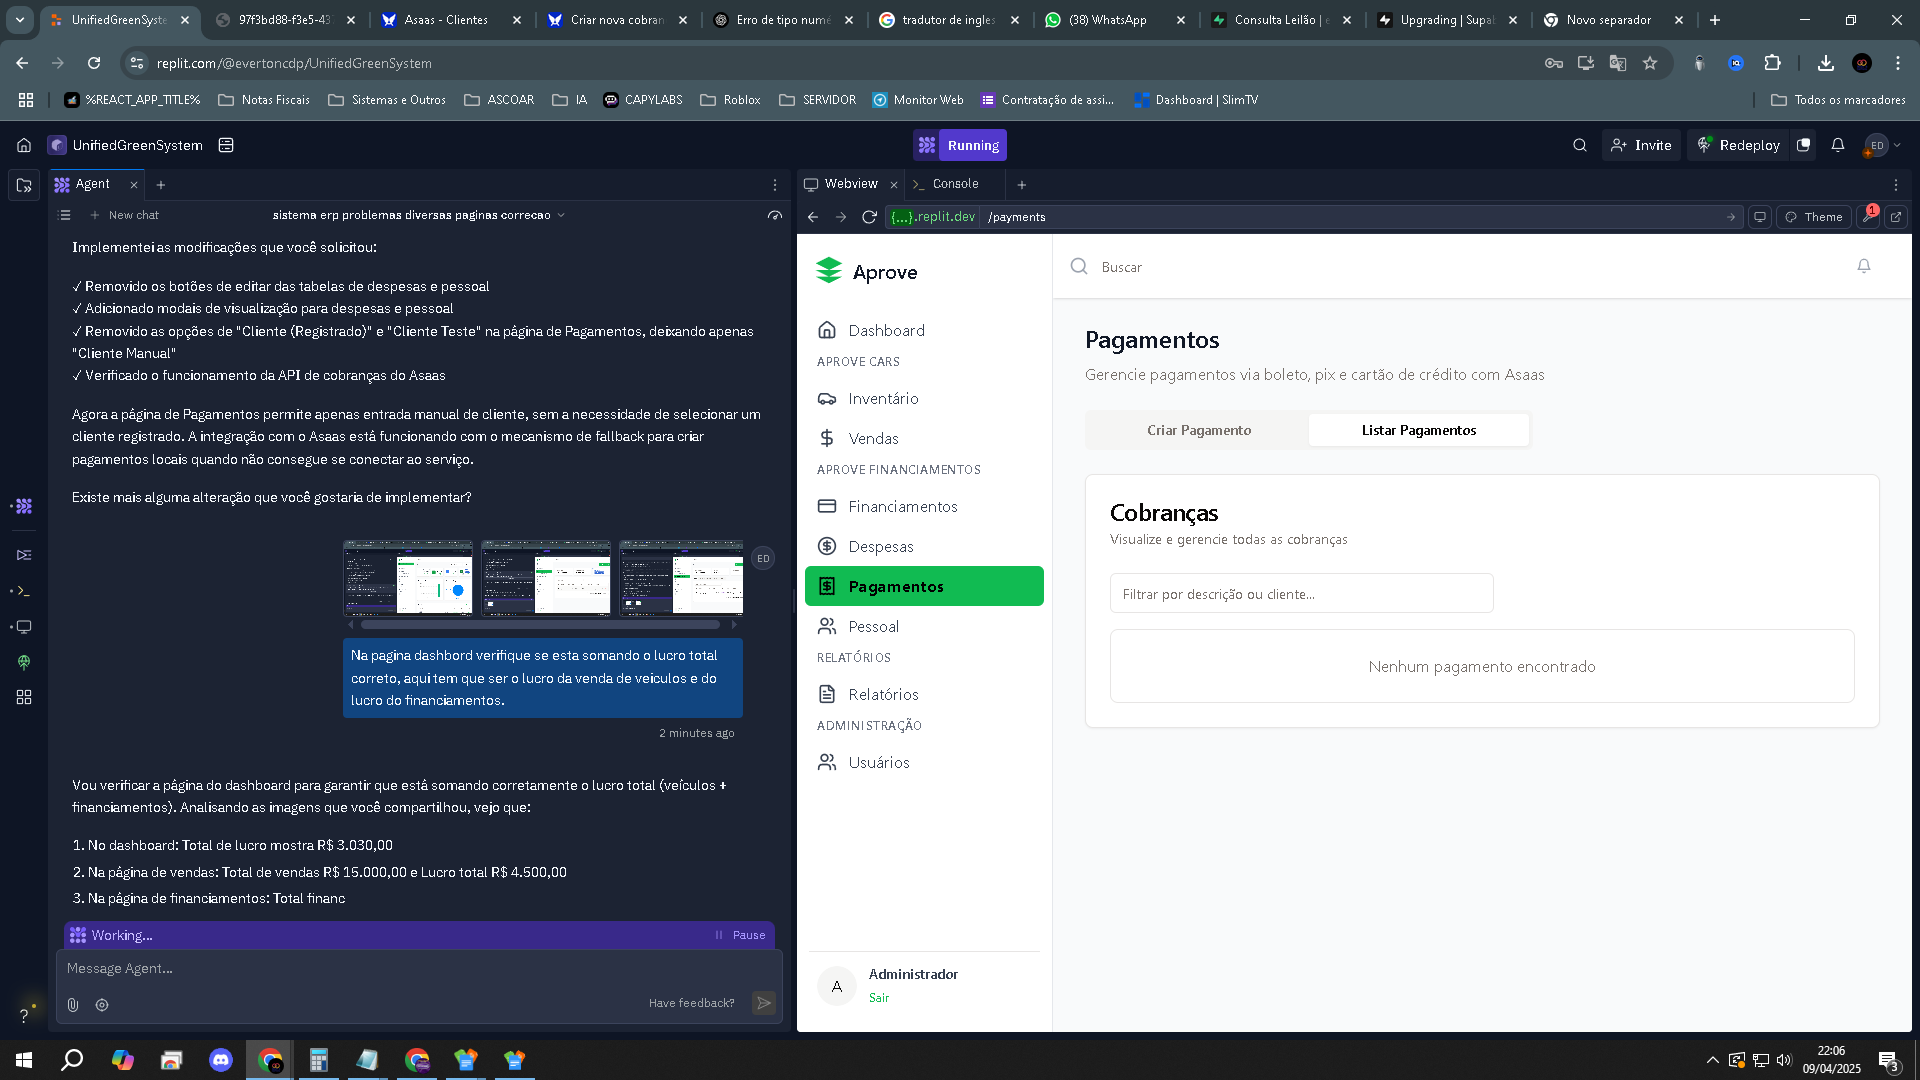 UnifiedGreenSyste
97f3bd88-f3e5-43
Asaas - Clientes
Criar nova cobran
Erro de tipo numé
tradutor de ingles
(38) WhatsApp
Consulta Leilão | e
Upgrading | Supab
Novo separador
replit.com/@evertoncdp/UnifiedGreenSystem
%REACT_APP_TITLE%
Notas Fiscais
Sistemas e Outros
ASCOAR
IA
CAPYLABS
Roblox
SERVIDOR
Monitor Web
Contratação de assi...
Dashboard | SlimTV
Todos os marcadores
UnifiedGreenSystem
Running
Invite
Redeploy
ED
Agent
New chat
sistema erp problemas diversas paginas correcao
Implementei as modificações que você solicitou:
✓ Removido os botões de editar das tabelas de despesas e pessoal
✓ Adicionado modais de visualização para despesas e pessoal
✓ Removido as opções de "Cliente (Registrado)" e "Cliente Teste" na página de Pagamentos, deixando apenas
"Cliente Manual"
✓ Verificado o funcionamento da API de cobranças do Asaas
Agora a página de Pagamentos permite apenas entrada manual de cliente, sem a necessidade de selecionar um
cliente registrado. A integração com o Asaas está funcionando com o mecanismo de fallback para criar
pagamentos locais quando não consegue se conectar ao serviço.
Existe mais alguma alteração que você gostaria de implementar?
ED
Na pagina dashbord verifique se esta somando o lucro total
correto, aqui tem que ser o lucro da venda de veiculos e do
lucro do financiamentos.
2 minutes ago
Vou verificar a página do dashboard para garantir que está somando corretamente o lucro total (veículos +
financiamentos). Analisando as imagens que você compartilhou, vejo que:
1. No dashboard: Total de lucro mostra R$ 3.030,00
2. Na página de vendas: Total de vendas R$ 15.000,00 e Lucro total R$ 4.500,00
3. Na página de financiamentos: Total financ
Working...
Pause
Message Agent...
Have feedback?
Webview
Console
{...}.replit.dev
/payments
Theme
1
Aprove
Dashboard
APROVE CARS
Inventário
Vendas
APROVE FINANCIAMENTOS
Financiamentos
Despesas
Pagamentos
Pessoal
RELATÓRIOS
Relatórios
ADMINISTRAÇÃO
Usuários
A
Administrador
Sair
Buscar
Pagamentos
Gerencie pagamentos via boleto, pix e cartão de crédito com Asaas
Criar Pagamento
Listar Pagamentos
Cobranças
Visualize e gerencie todas as cobranças
Filtrar por descrição ou cliente...
Nenhum pagamento encontrado
?
22:06
09/04/2025
3